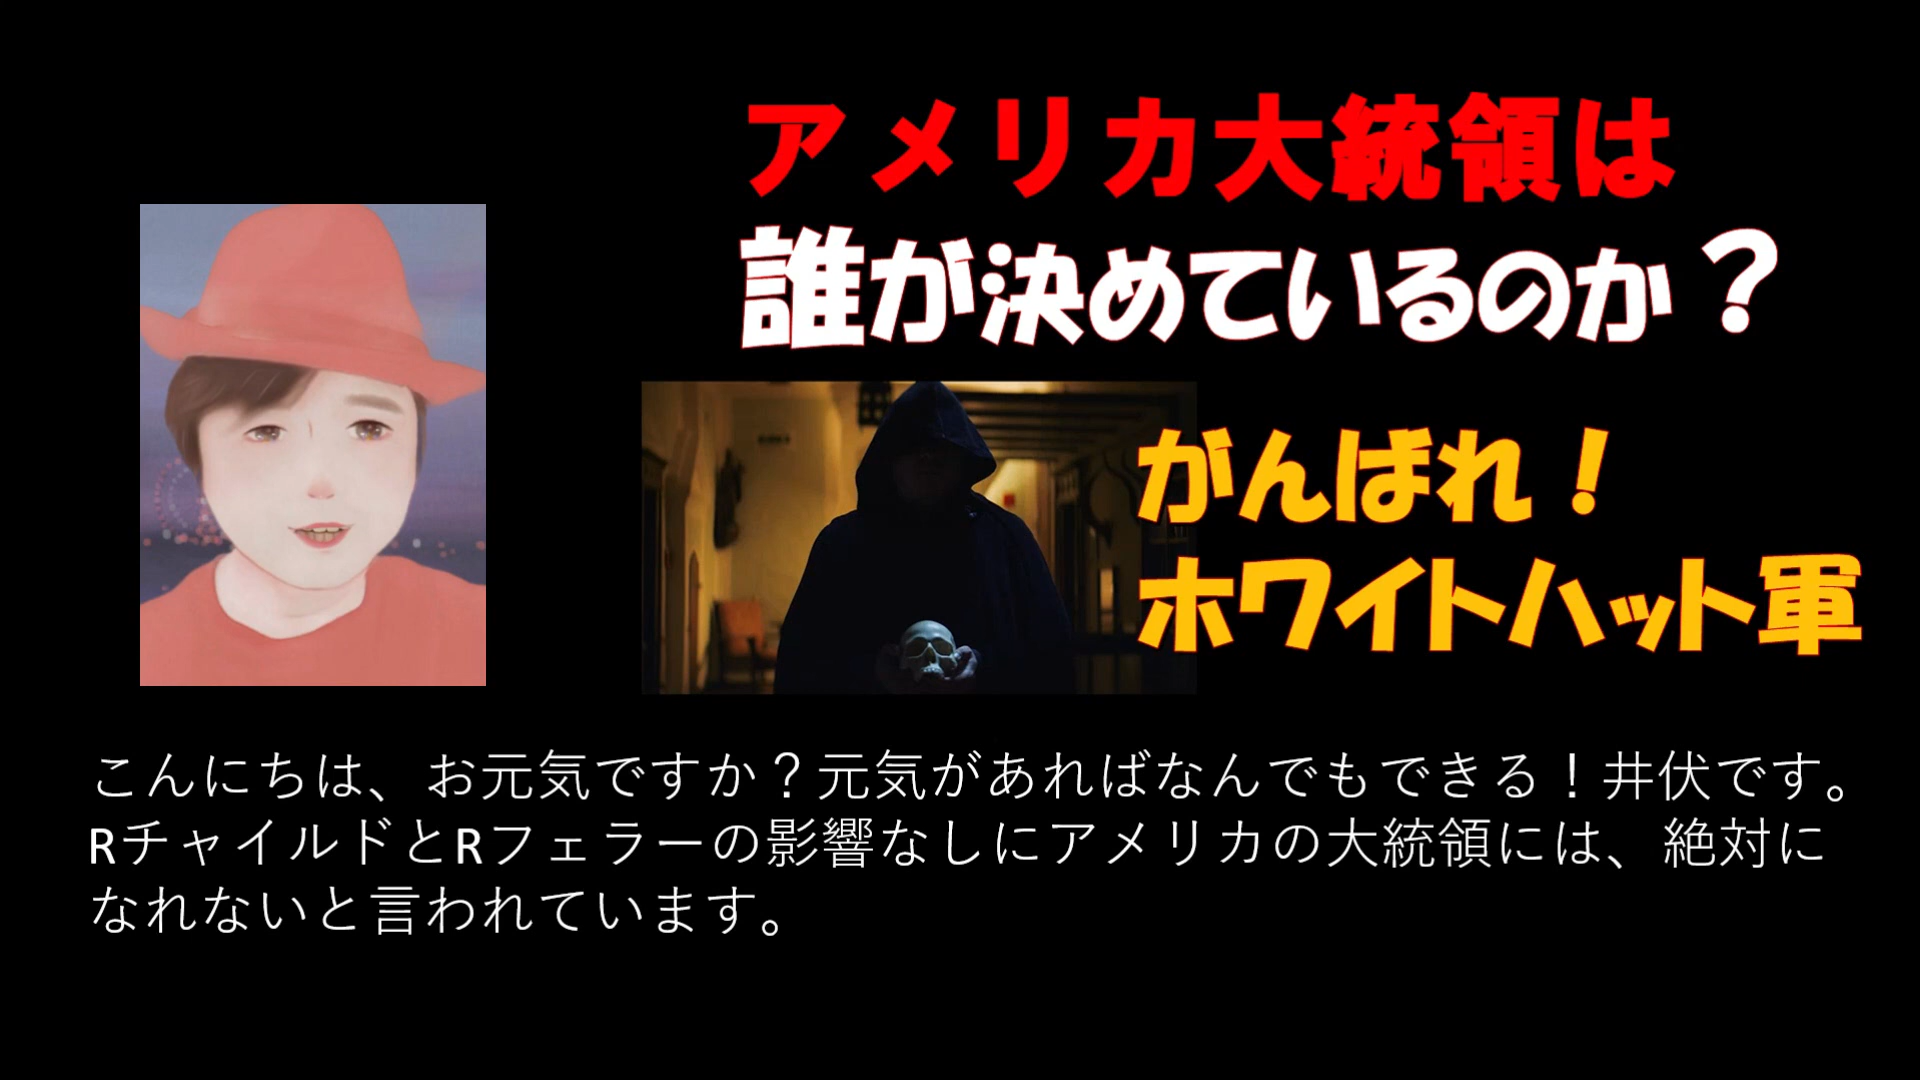 アメリカ大統領は
誰が決めているのか？
がんばれ！
ホワイトハット軍
こんにちは、お元気ですか？元気があればなんでもできる！井伏です。
RチャイルドとRフェラーの影響なしにアメリカの大統領には、絶対に
なれないと言われています。